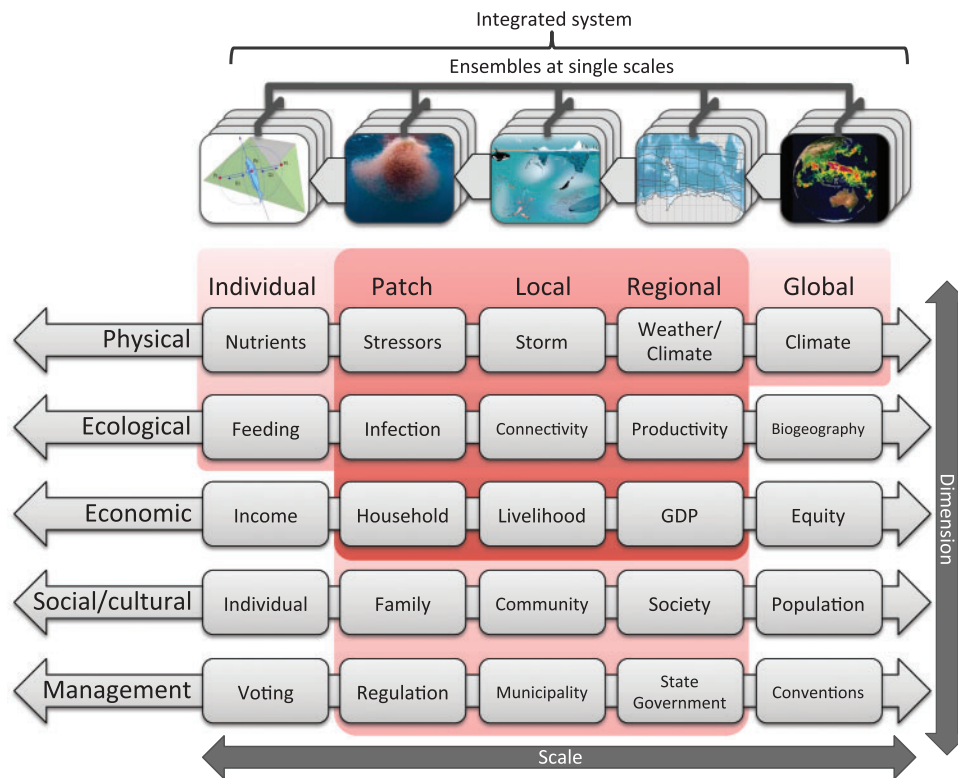 Integrated system
Ensembles at single scales
Individual Patch Local Regional Global
Physical Nutrients Stressors Storm Weather/
Climate Climate
Ecological Feeding Infection Connectivity Productivity Biogeography
Economic Income Household Livelihood GDP Equity
Social/cultural Individual Family Community Society Population
Management Voting Regulation Municipality State
Government Conventions
Dimension
Scale